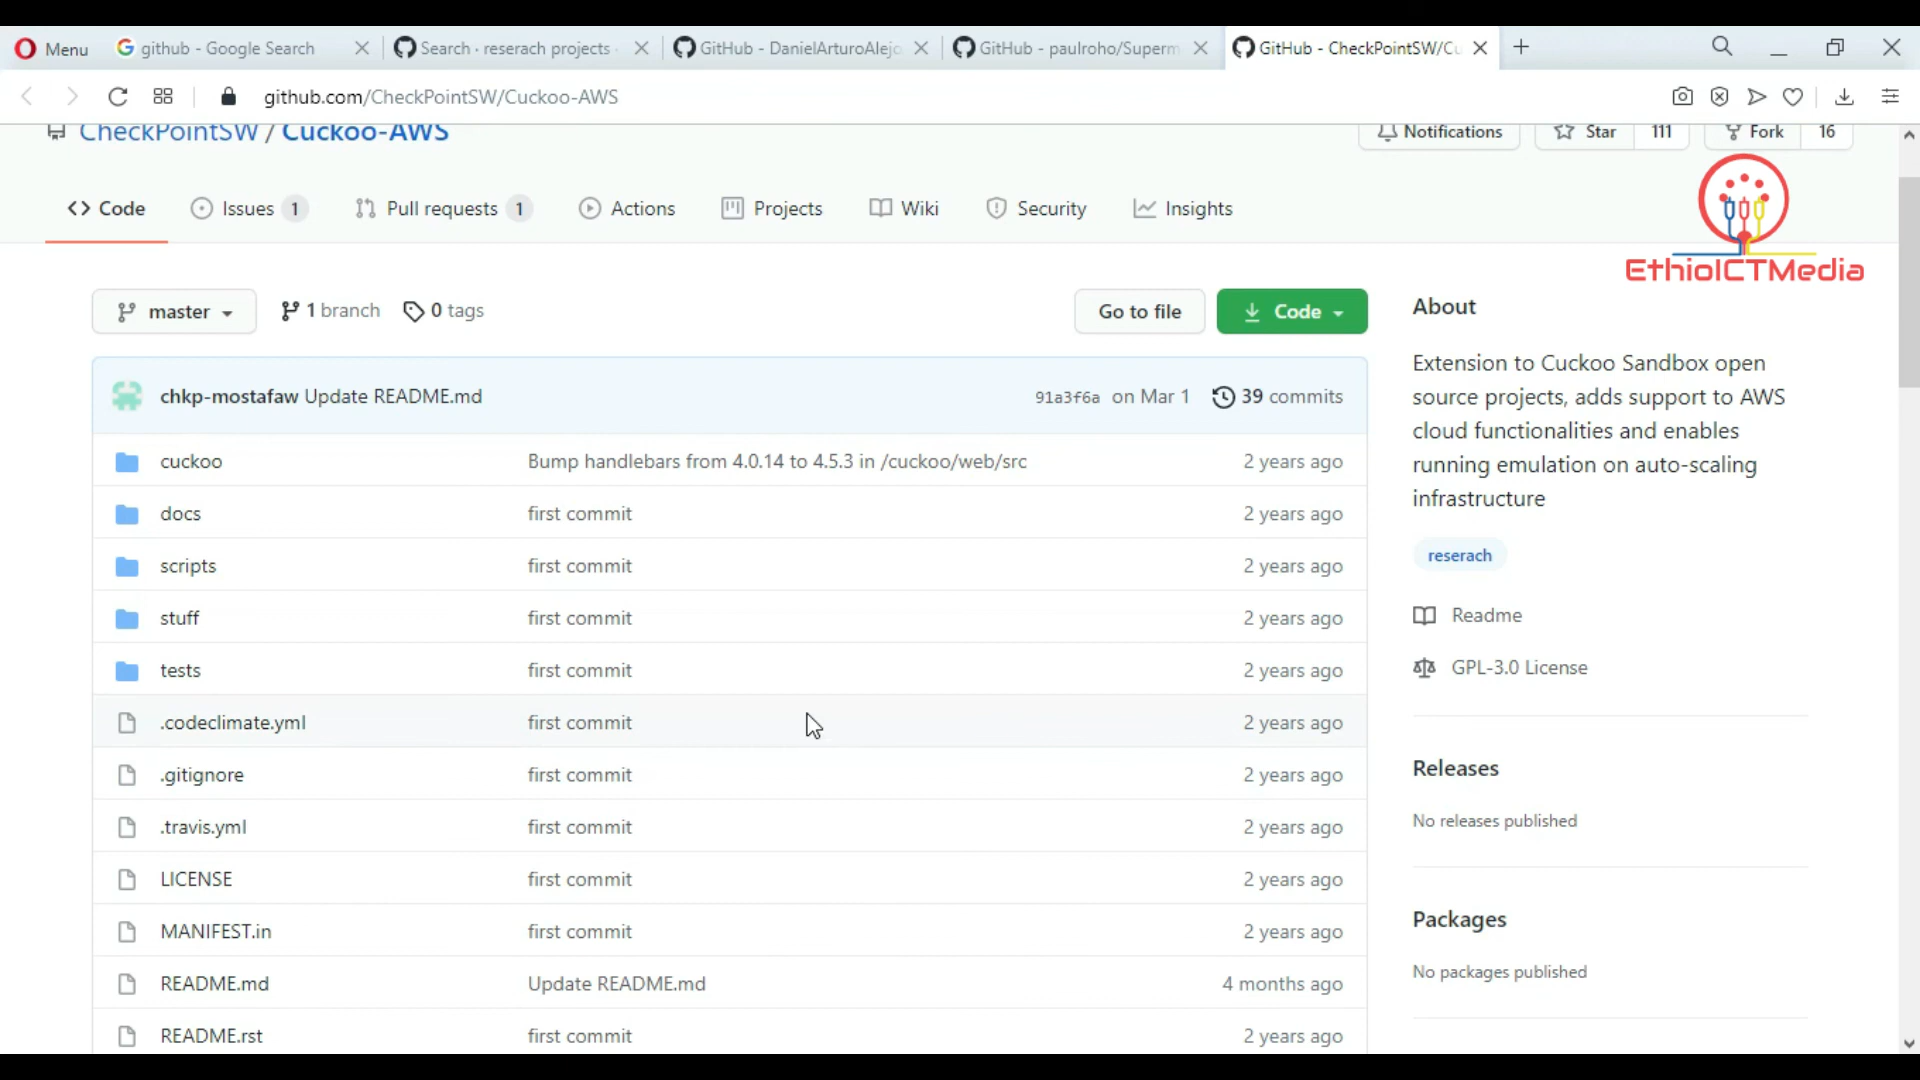 Menu
github - Google Search
Search · reserach projects ·
GitHub - DanielArturoAlejo
GitHub - paulroho/Superm
GitHub - CheckPointSW/Cu
github.com/CheckPointSW/Cuckoo-AWS
CheckPointSW / Cuckoo-AWS
Notifications
Star 111
Fork 16
Code
Issues 1
Pull requests 1
Actions
Projects
Wiki
Security
Insights
EthioICTMedia
master
1 branch
0 tags
Go to file
Code
About
Extension to Cuckoo Sandbox open
source projects, adds support to AWS
cloud functionalities and enables
running emulation on auto-scaling
infrastructure
reserach
Readme
GPL-3.0 License
Releases
No releases published
Packages
No packages published
chkp-mostafaw Update README.md 91a3f6a on Mar 1 39 commits
cuckoo Bump handlebars from 4.0.14 to 4.5.3 in /cuckoo/web/src 2 years ago
docs first commit 2 years ago
scripts first commit 2 years ago
stuff first commit 2 years ago
tests first commit 2 years ago
.codeclimate.yml first commit 2 years ago
.gitignore first commit 2 years ago
.travis.yml first commit 2 years ago
LICENSE first commit 2 years ago
MANIFEST.in first commit 2 years ago
README.md Update README.md 4 months ago
README.rst first commit 2 years ago